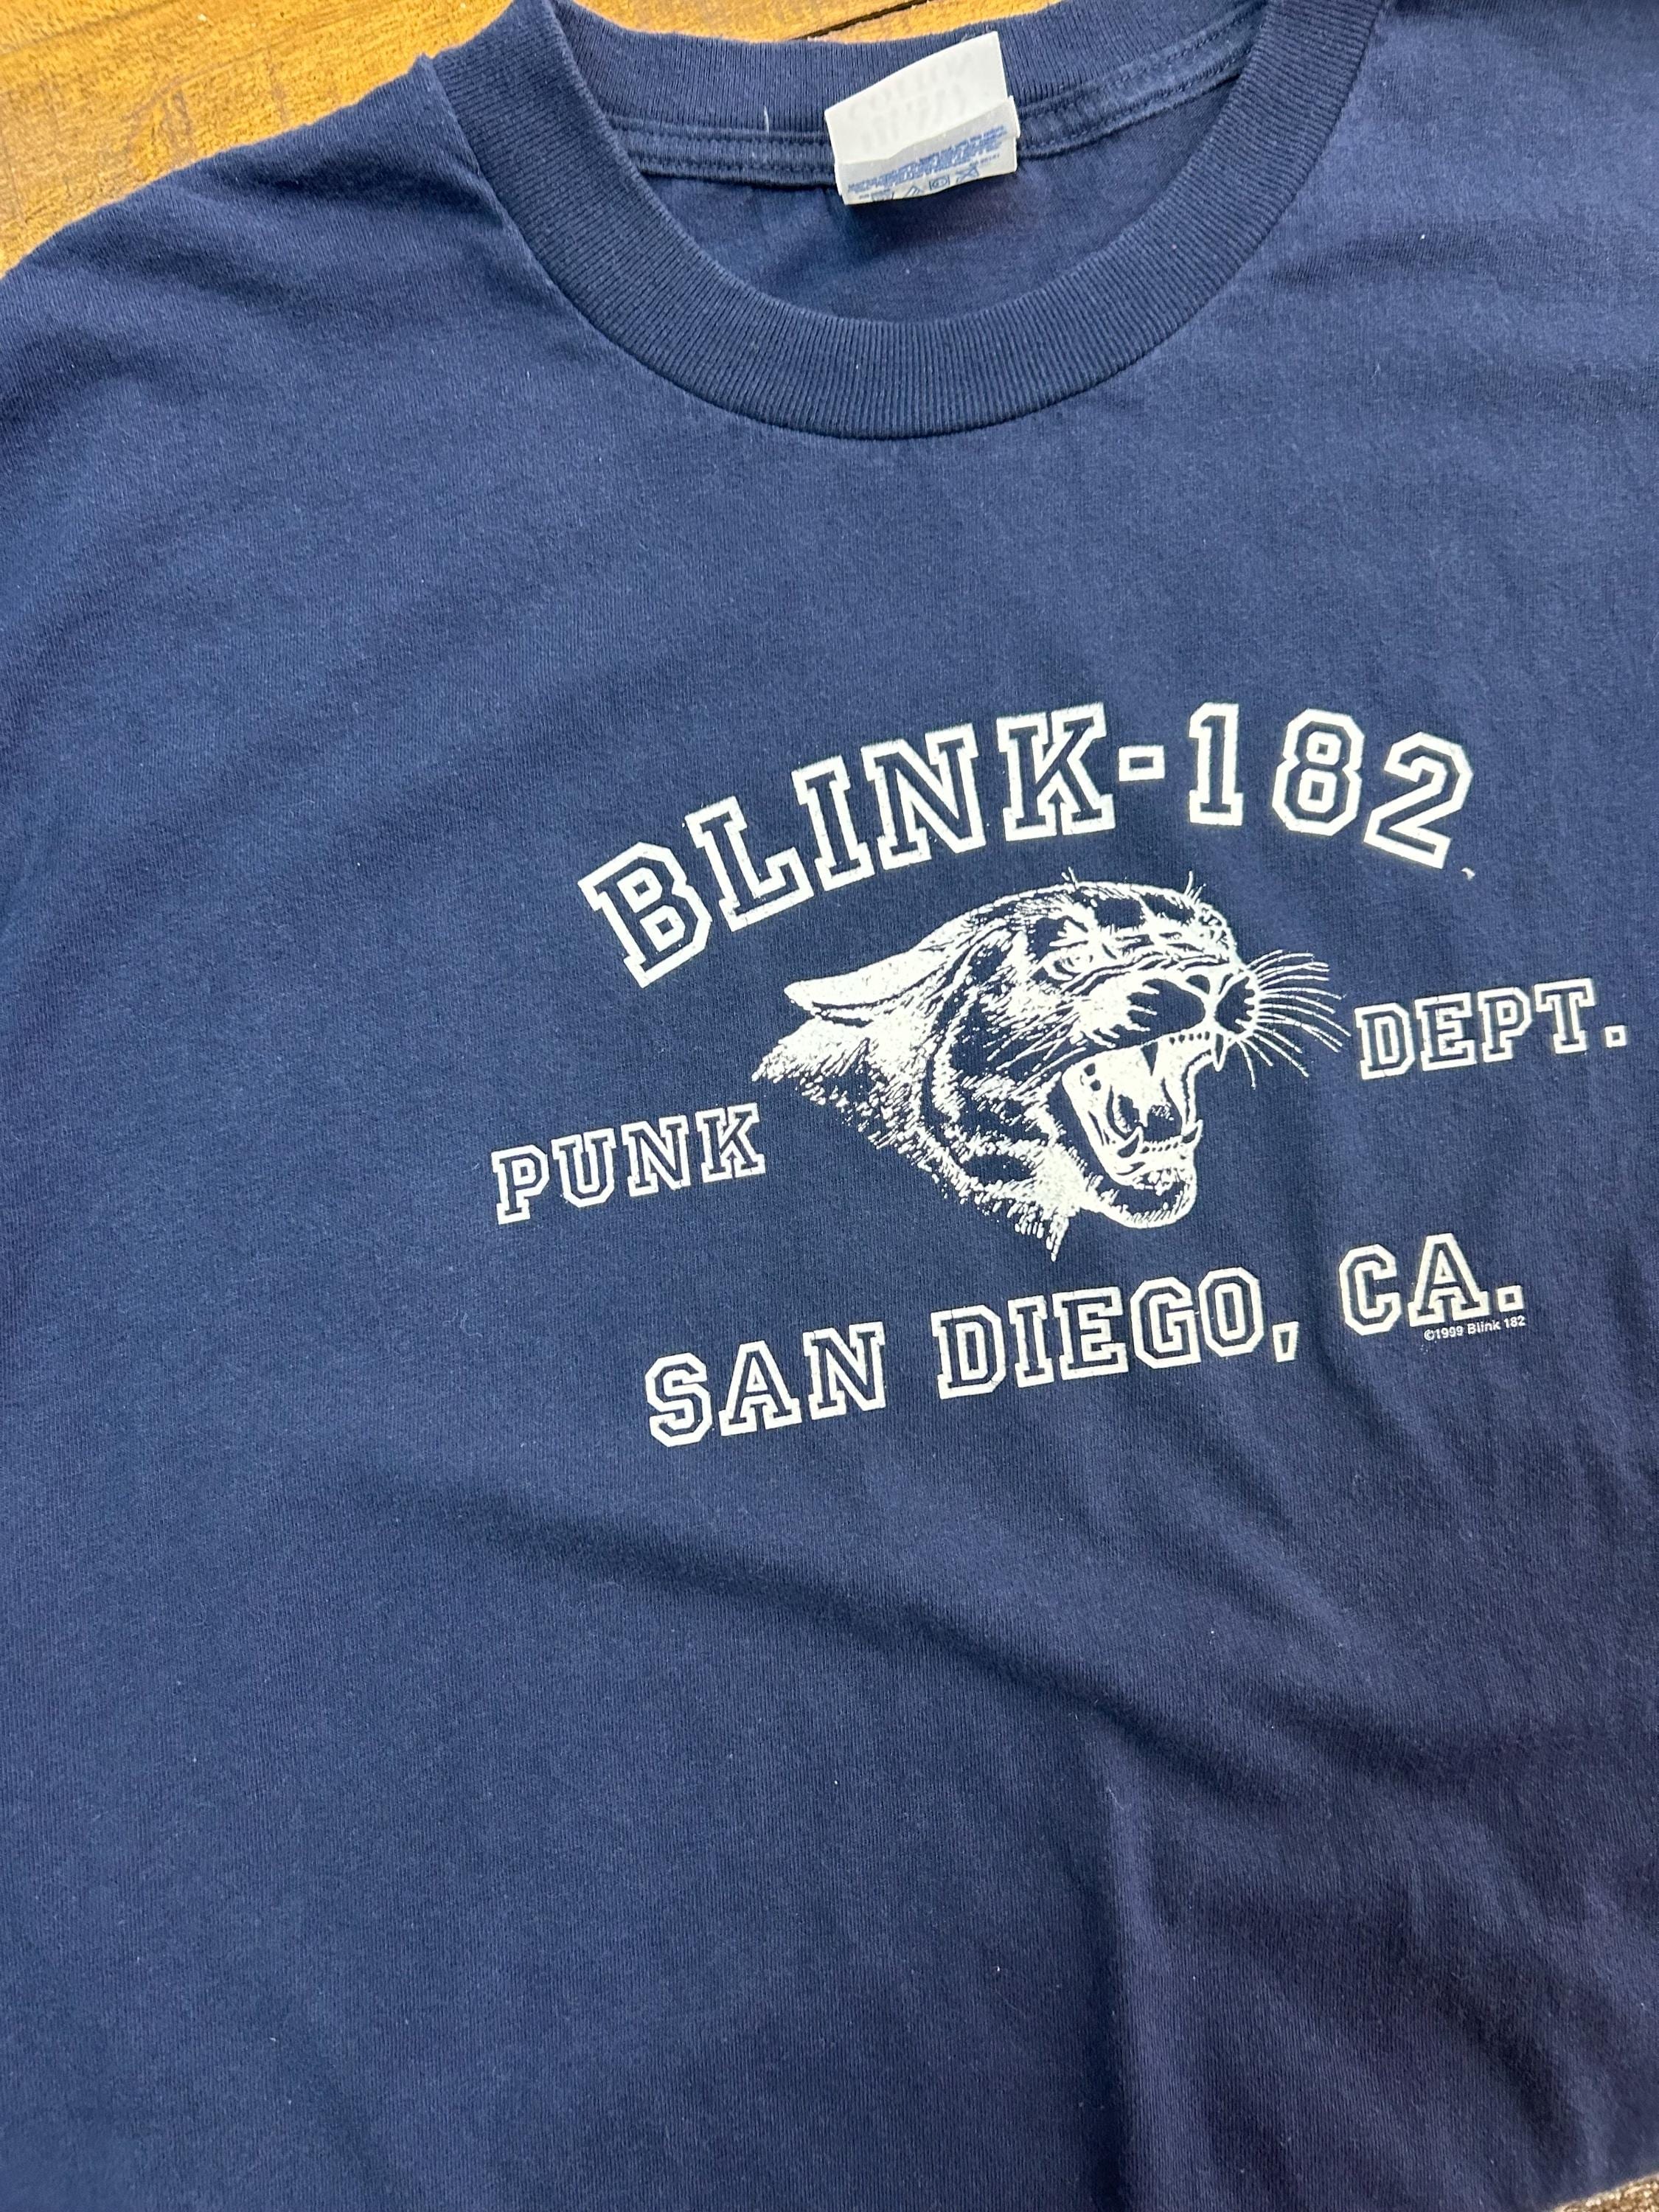 BLINK-182
PUNK DEPT.
SAN DIEGO, CA.
©1999 Blink 182